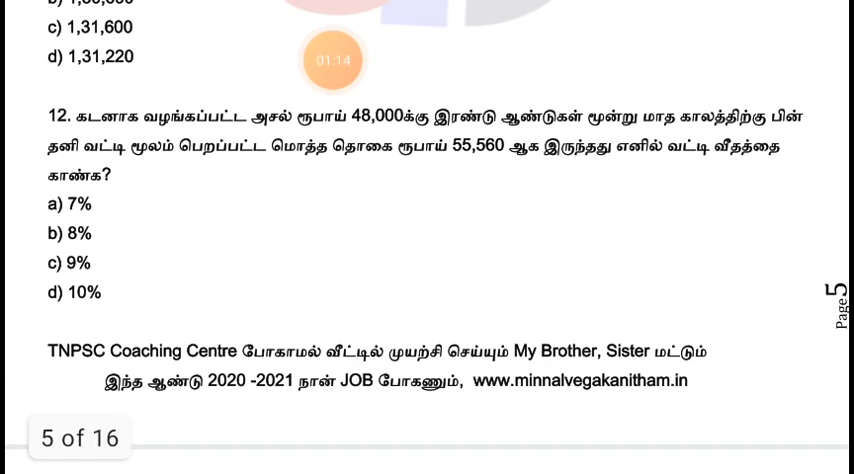 c) 1,31,600
d) 1,31,220
01:14
12. கடனாக வழங்கப்பட்ட அசல் ரூபாய் 48,000க்கு இரண்டு ஆண்டுகள் மூன்று மாத காலத்திற்கு பின்
தனி வட்டி மூலம் பெறப்பட்ட மொத்த தொகை ரூபாய் 55,560 ஆக இருந்தது எனில் வட்டி வீதத்தை
காண்க?
a) 7%
b) 8%
c) 9%
d) 10%
Page 5
TNPSC Coaching Centre போகாமல் வீட்டில் முயற்சி செய்யும் My Brother, Sister மட்டும்
இந்த ஆண்டு 2020 -2021 நான் JOB போகணும், www.minnalvegakanitham.in
5 of 16